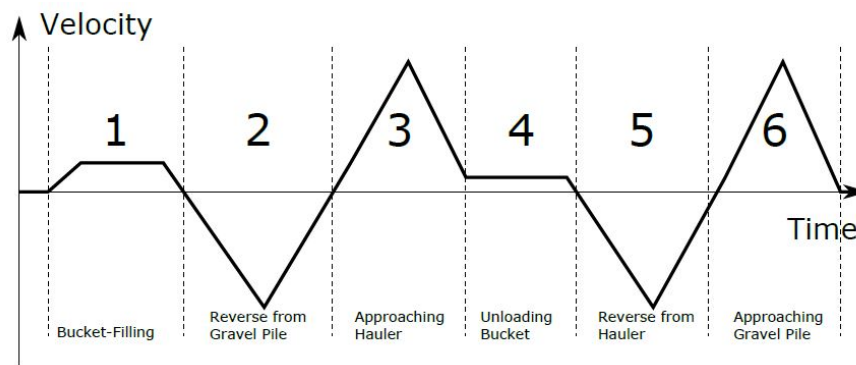 Velocity
1
2
3
4
5
6
Time
Bucket-Filling
Reverse from
Gravel Pile
Approaching
Hauler
Unloading
Bucket
Reverse from
Hauler
Approaching
Gravel Pile